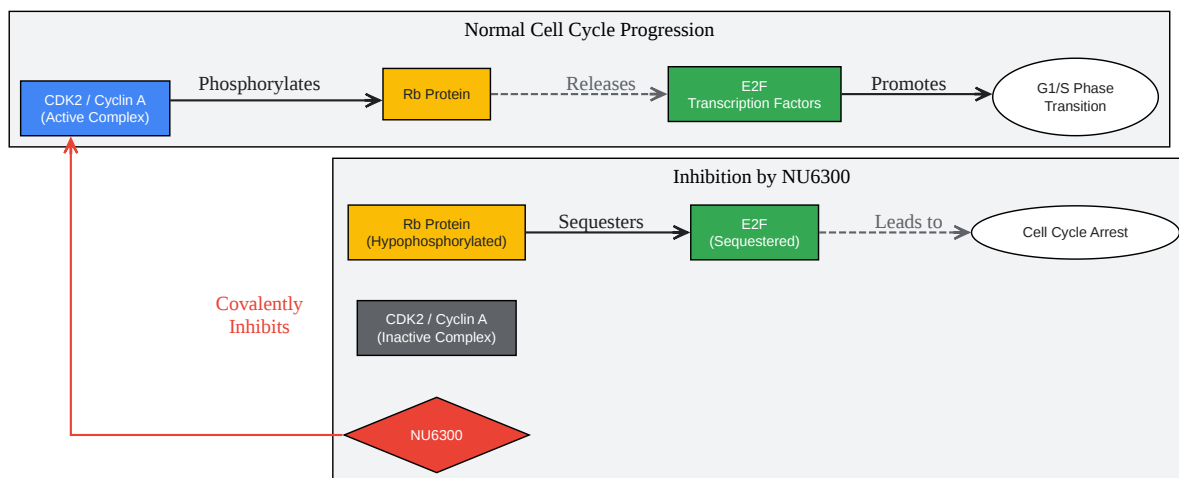 Normal Cell Cycle Progression
CDK2 / Cyclin A
(Active Complex)
Phosphorylates
Rb Protein
Releases
E2F
Transcription Factors
Promotes
G1/S Phase
Transition
Inhibition by NU6300
Rb Protein
(Hypophosphorylated)
Sequesters
E2F
(Sequestered)
Leads to
Cell Cycle Arrest
Covalently
Inhibits
CDK2 / Cyclin A
(Inactive Complex)
NU6300